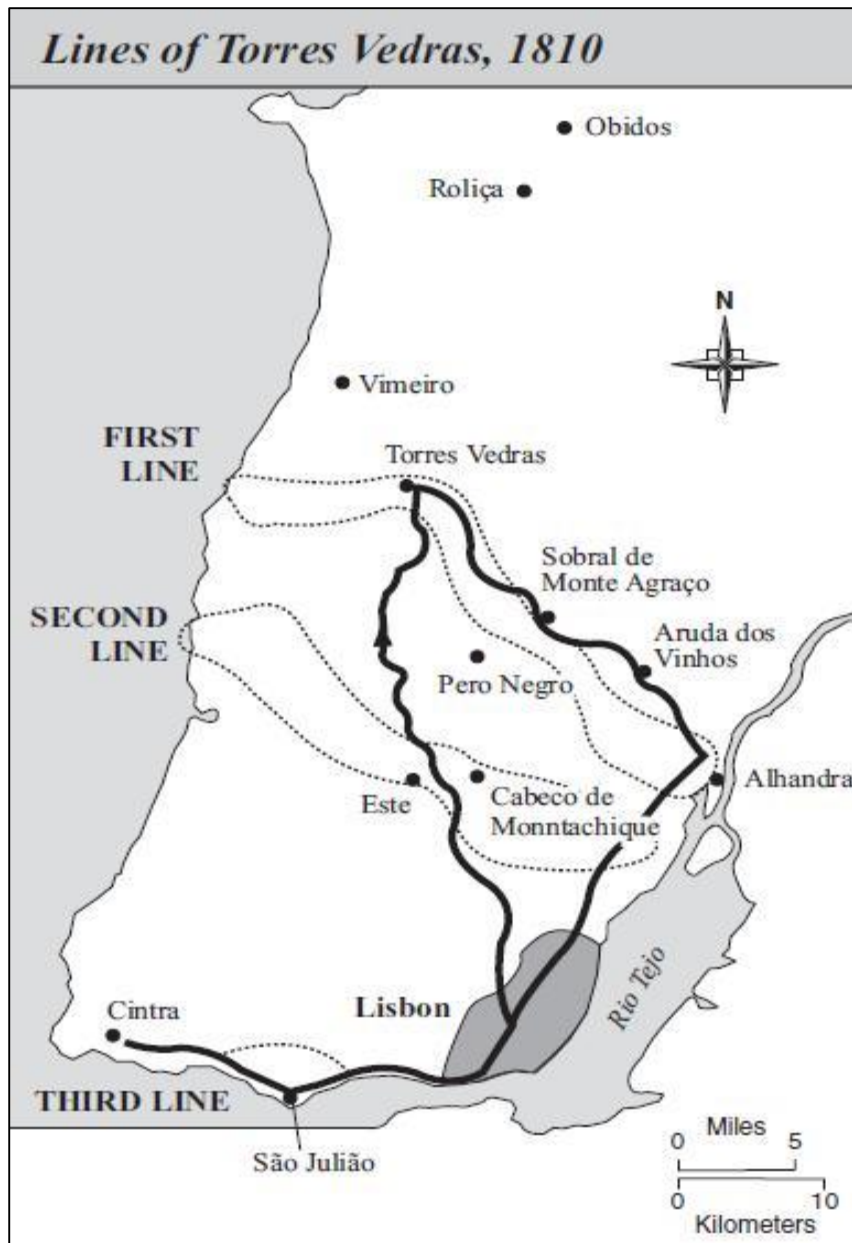 Lines of Torres Vedras, 1810
Obidos
Roliça
N
Vimeiro
FIRST
LINE
Torres Vedras
Sobral de
Monte Agraço
SECOND
LINE
Aruda dos
Vinhos
Pero Negro
Alhandra
Este
Cabeco de
Monntachique
Rio Tejo
Lisbon
Cintra
THIRD LINE
São Julião
0 Miles 5
0 10
Kilometers